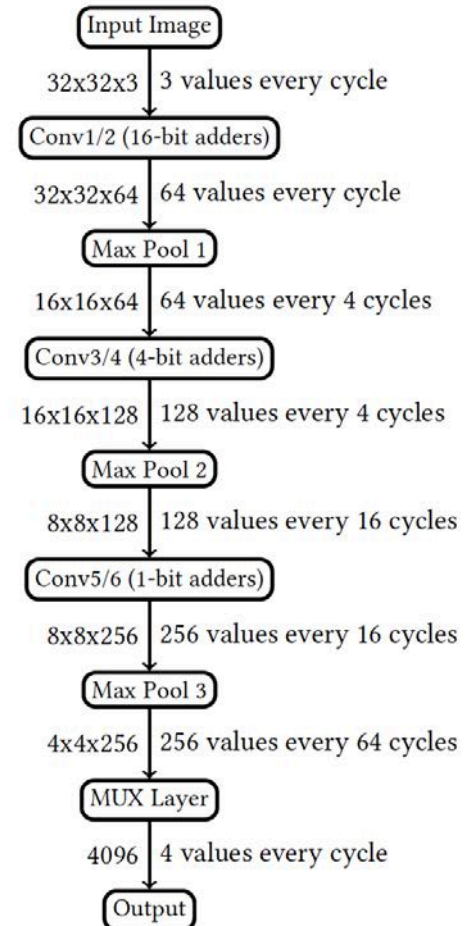 Input Image
32x32x3 3 values every cycle
Conv1/2 (16-bit adders)
32x32x64 64 values every cycle
Max Pool 1
16x16x64 64 values every 4 cycles
Conv3/4 (4-bit adders)
16x16x128 128 values every 4 cycles
Max Pool 2
8x8x128 128 values every 16 cycles
Conv5/6 (1-bit adders)
8x8x256 256 values every 16 cycles
Max Pool 3
4x4x256 256 values every 64 cycles
MUX Layer
4096 4 values every cycle
Output